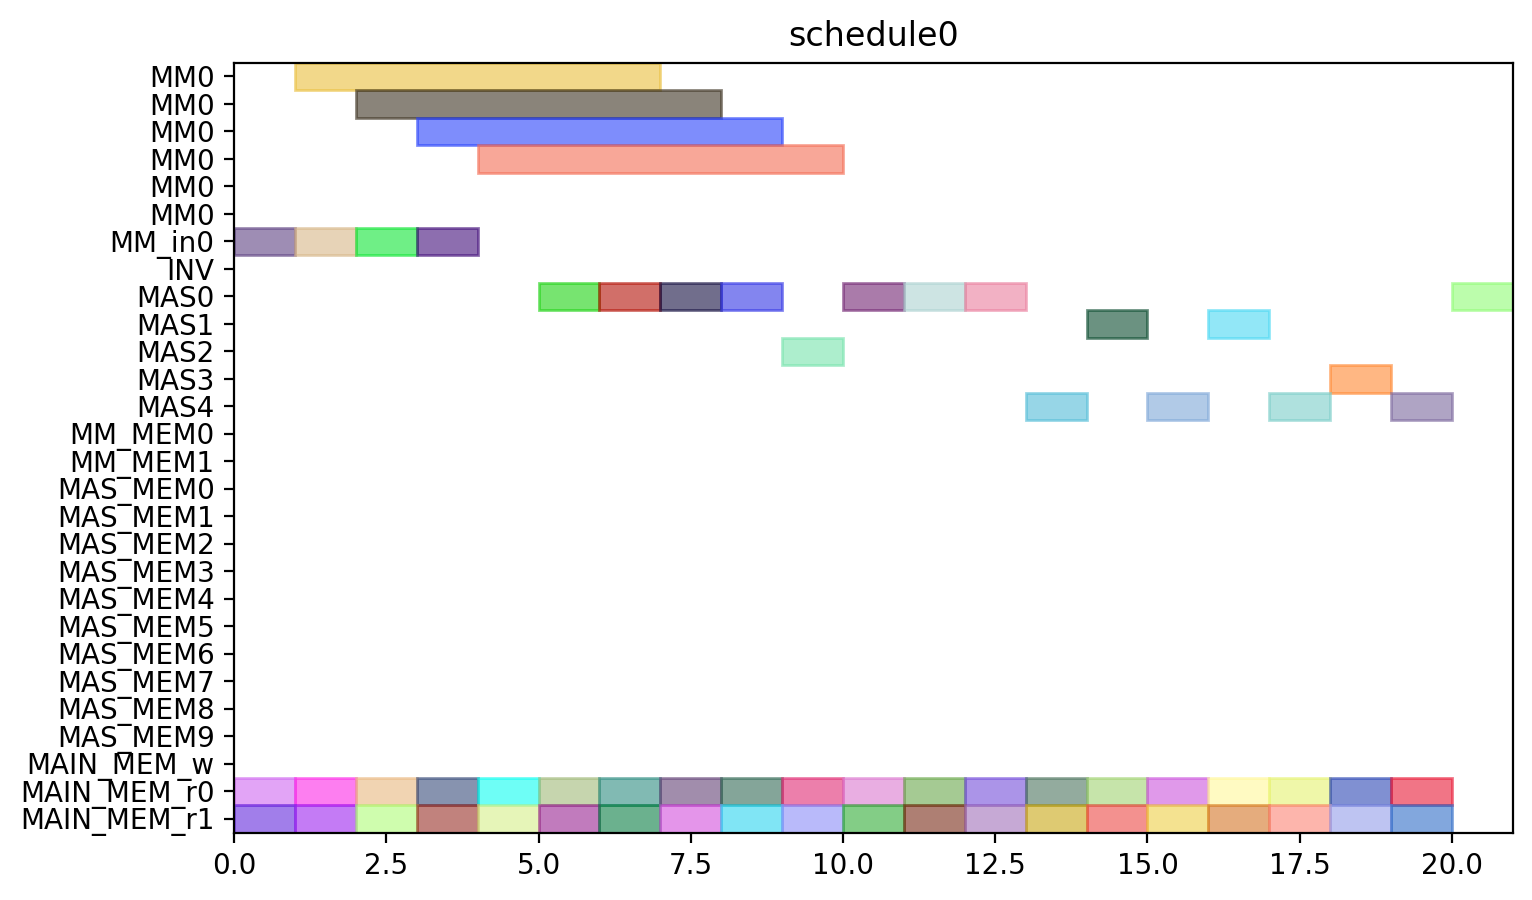 schedule0
MM0
MM0
MM0
MM0
MM0
MM0
MM_in0
INV
MAS0
MAS1
MAS2
MAS3
MAS4
MM_MEM0
MM_MEM1
MAS_MEM0
MAS_MEM1
MAS_MEM2
MAS_MEM3
MAS_MEM4
MAS_MEM5
MAS_MEM6
MAS_MEM7
MAS_MEM8
MAS_MEM9
MAIN_MEM_w
MAIN_MEM_r0
MAIN_MEM_r1
0.0 2.5 5.0 7.5 10.0 12.5 15.0 17.5 20.0